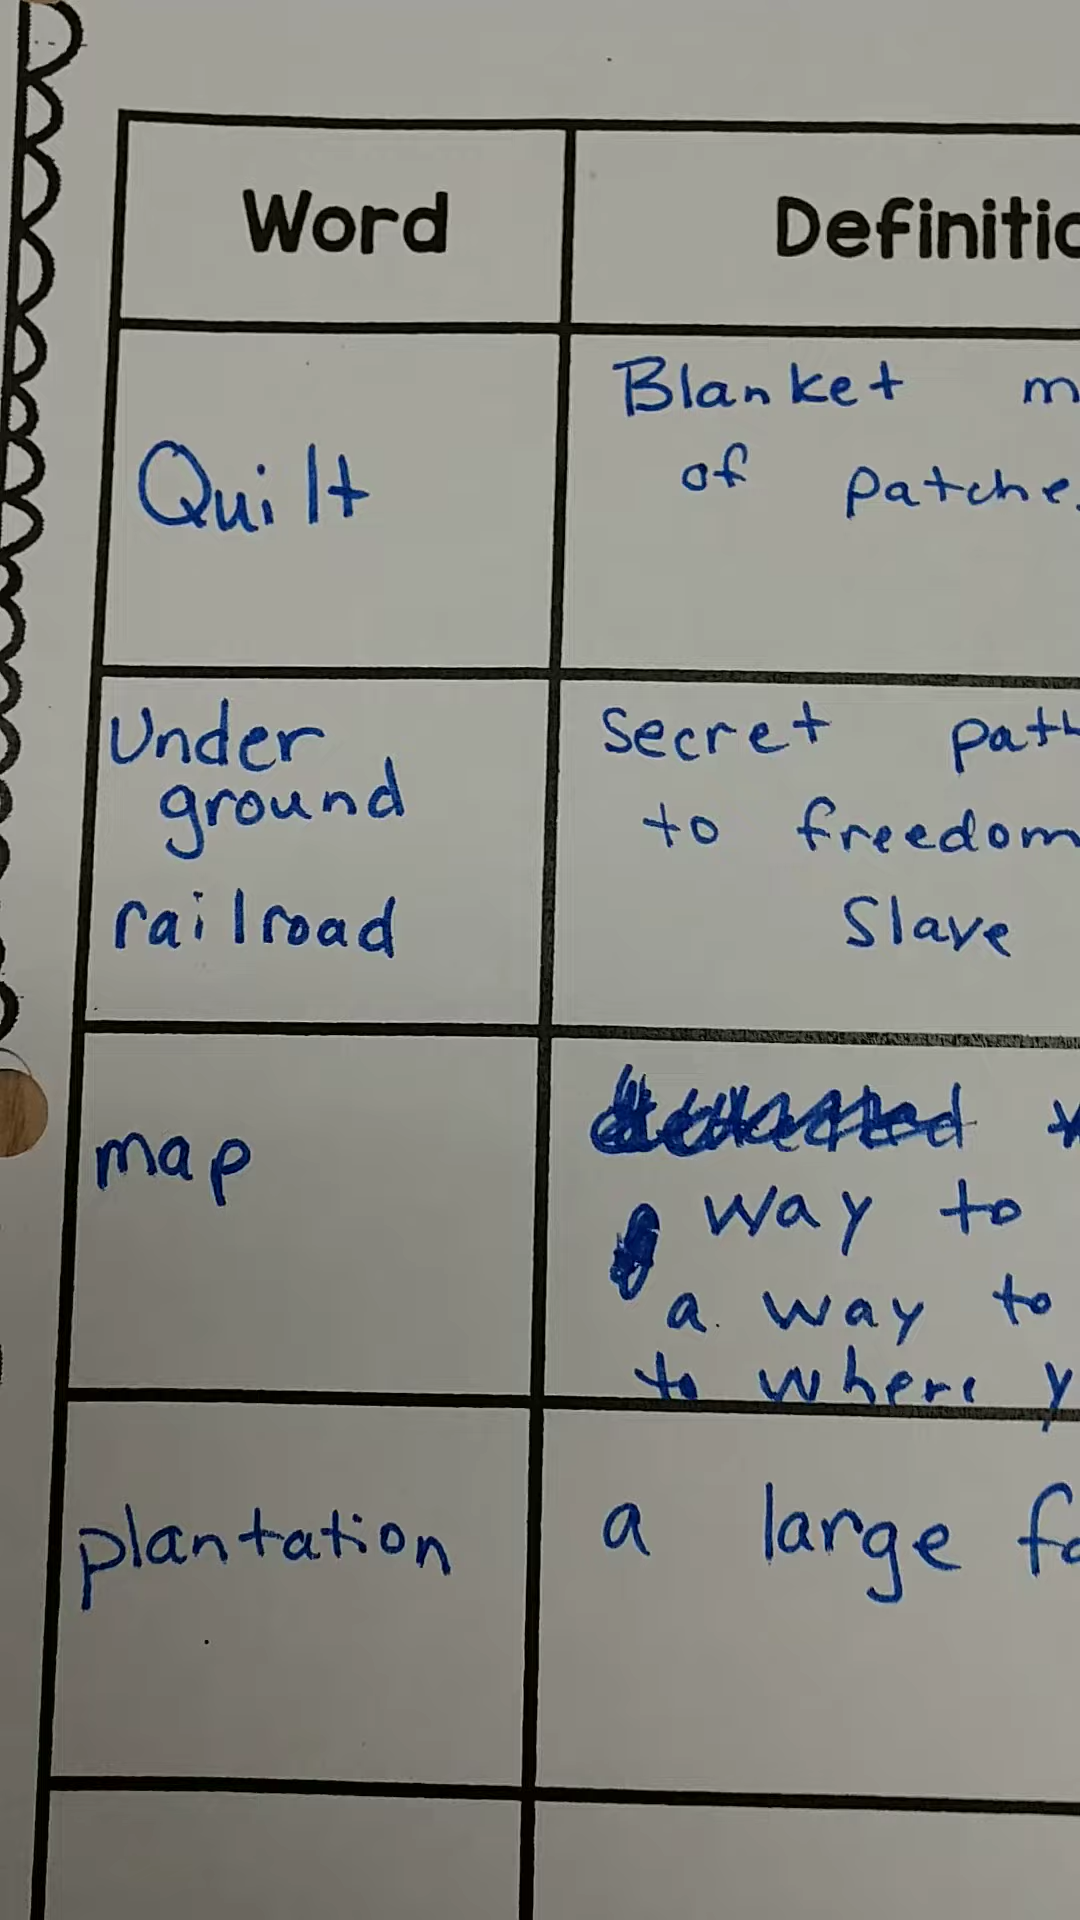 Word
Definitio
Quilt
Blanket m
of patche
Under
ground
railroad
Secret path
to freedom
Slave
map
way to
a way to
to where y
plantation
a large fa